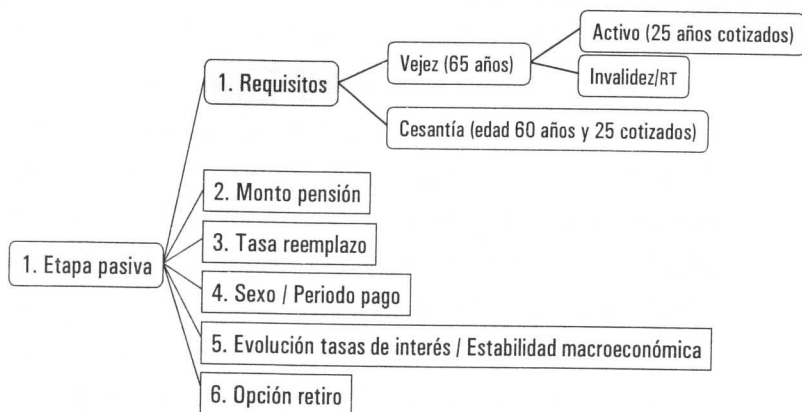 Activo (25 años cotizados)
Vejez (65 años)
Invalidez/RT
1. Requisitos
Cesantía (edad 60 años y 25 cotizados)
2. Monto pensión
3. Tasa reemplazo
1. Etapa pasiva
4. Sexo / Periodo pago
5. Evolución tasas de interés / Estabilidad macroeconómica
6. Opción retiro